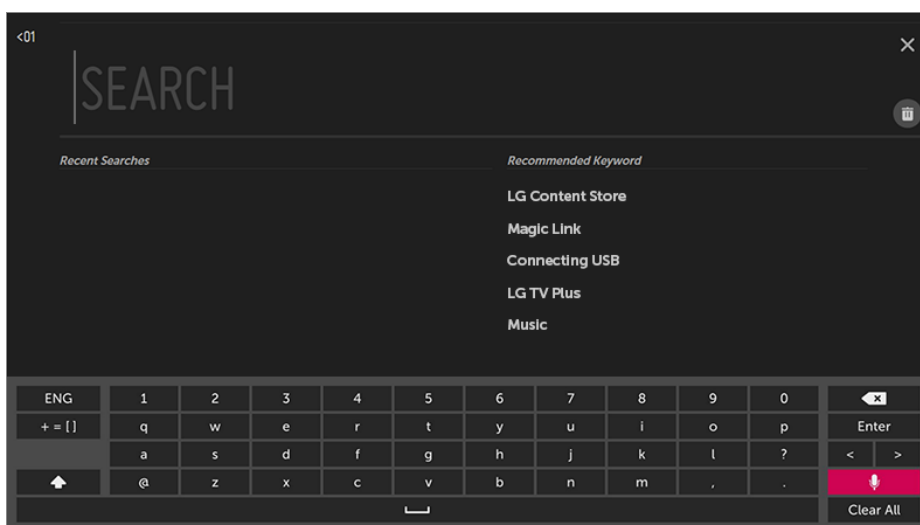 <01
SEARCH
Recent Searches
Recommended Keyword
LG Content Store
Magic Link
Connecting USB
LG TV Plus
Music
ENG 1 2 3 4 5 6 7 8 9 0
+ = [ ] q w e r t y u i o p Enter
a s d f g h j k l ? < >
@ z x c v b n m , .
Clear All